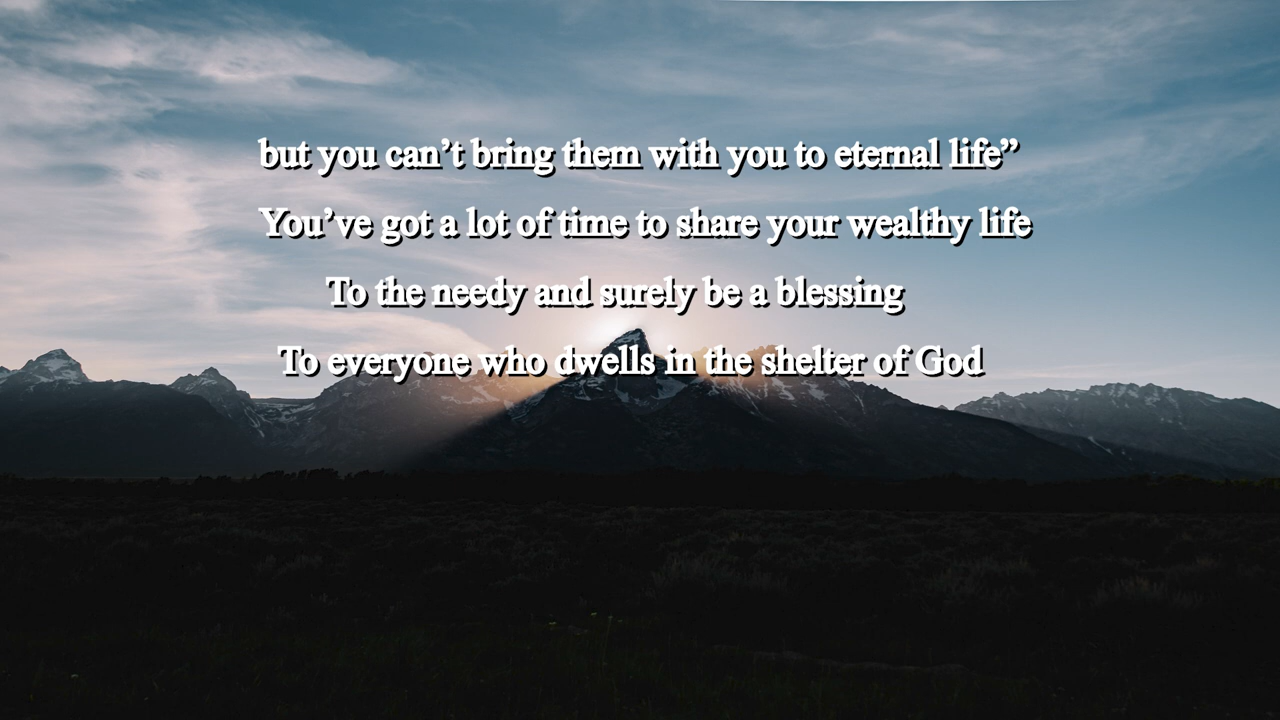 but you can’t bring them with you to eternal life”
You’ve got a lot of time to share your wealthy life
To the needy and surely be a blessing
To everyone who dwells in the shelter of God